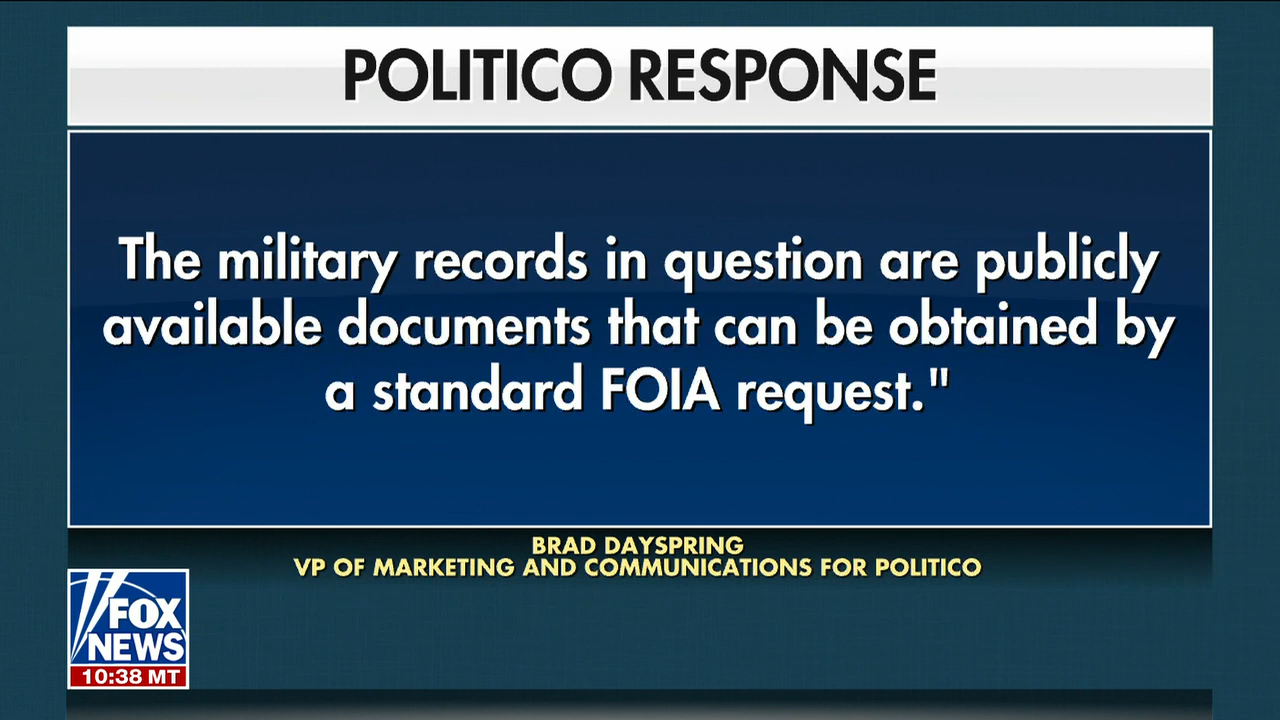 POLITICO RESPONSE
The military records in question are publicly
available documents that can be obtained by
a standard FOIA request."
BRAD DAYSPRING
VP OF MARKETING AND COMMUNICATIONS FOR POLITICO
FOX
NEWS
10:38 MT